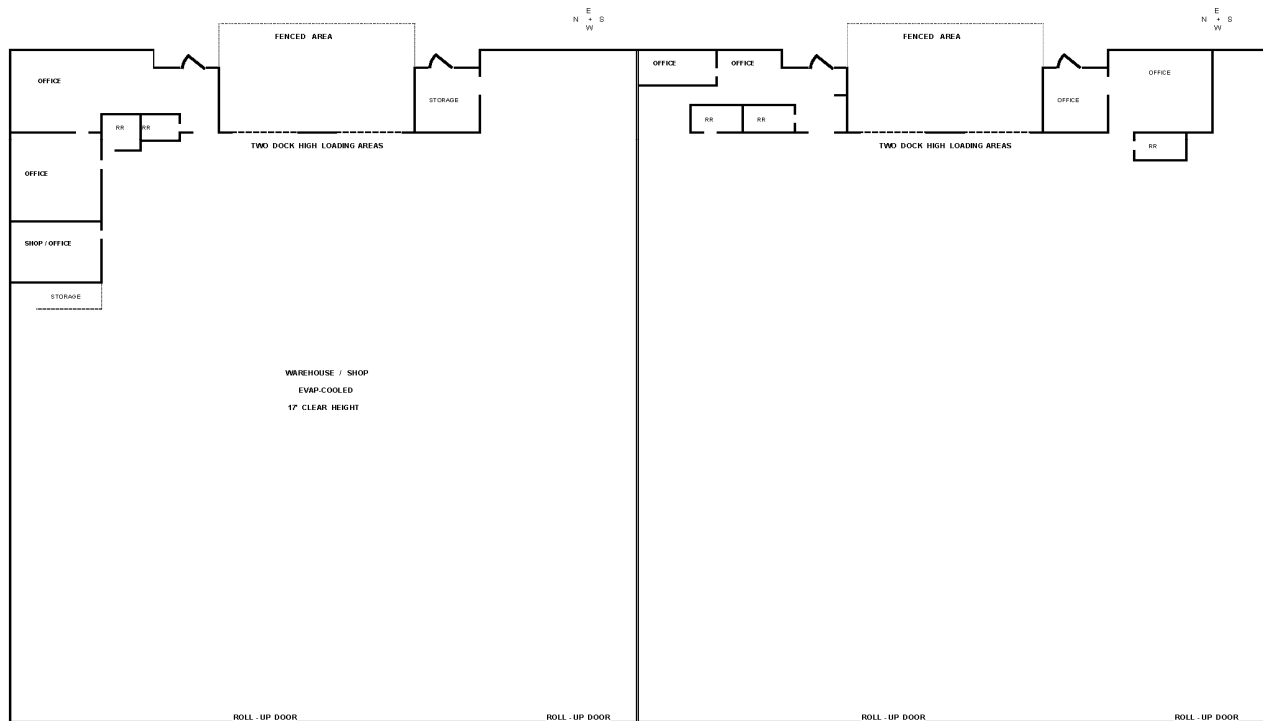 E
N + S
W
E
N + S
W
FENCED AREA
FENCED AREA
OFFICE
OFFICE
OFFICE
OFFICE
STORAGE
OFFICE
RR
RR
RR
RR
TWO DOCK HIGH LOADING AREAS
TWO DOCK HIGH LOADING AREAS
RR
OFFICE
SHOP / OFFICE
STORAGE
WAREHOUSE / SHOP
EVAP-COOLED
17' CLEAR HEIGHT
ROLL - UP DOOR
ROLL - UP DOOR
ROLL - UP DOOR
ROLL - UP DOOR